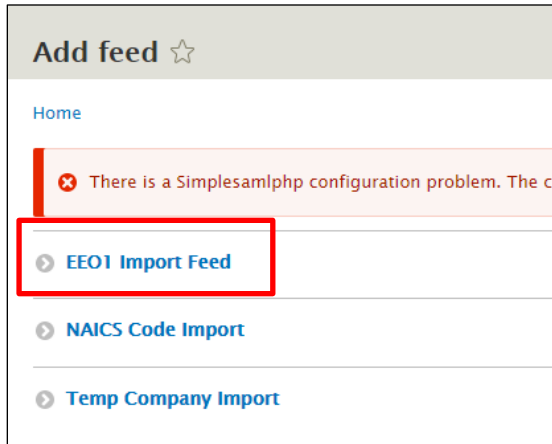 Add feed
Home
There is a Simplesamlphp configuration problem. The c
EEO1 Import Feed
NAICS Code Import
Temp Company Import